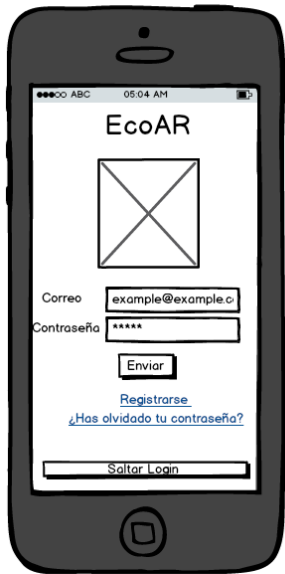 ABC 05:04 AM
EcoAR
Correo example@example.c
Contraseña *****
Enviar
Registrarse
¿Has olvidado tu contraseña?
Saltar Login